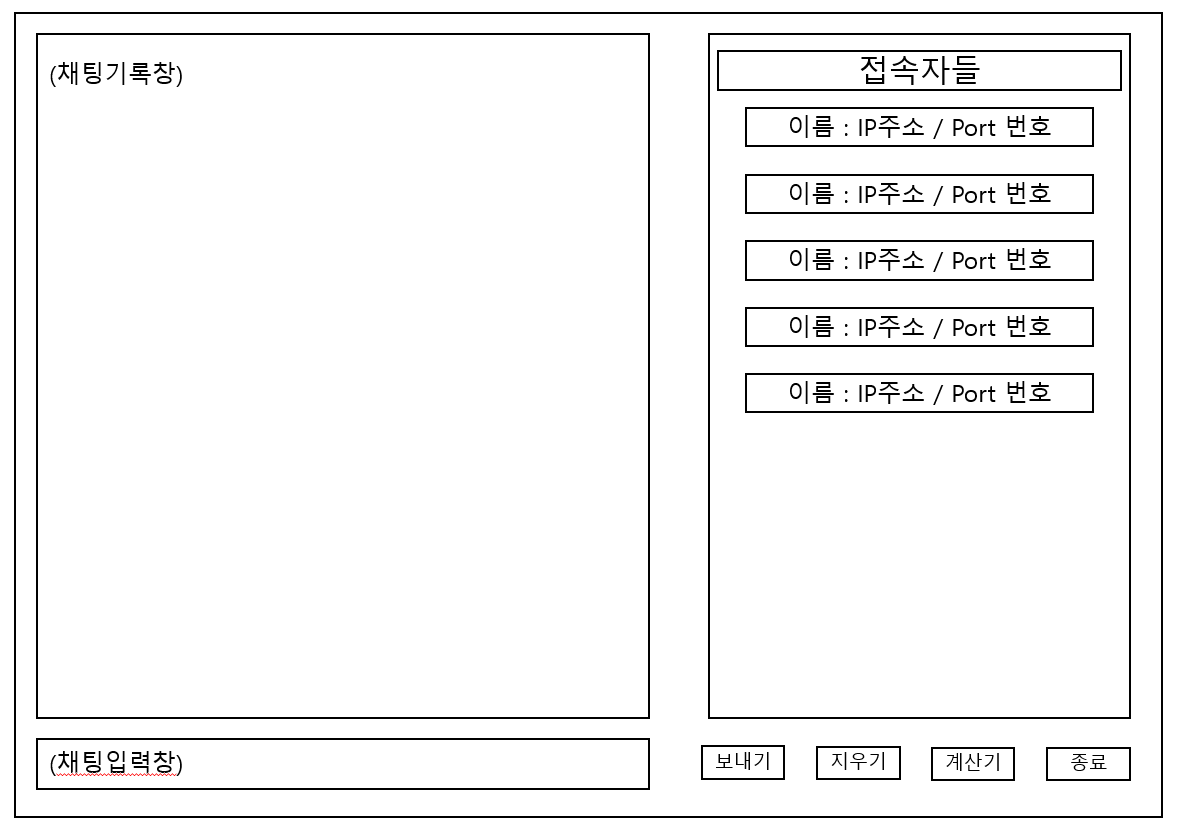 (채팅기록창)
접속자들
이름 : IP주소 / Port 번호
이름 : IP주소 / Port 번호
이름 : IP주소 / Port 번호
이름 : IP주소 / Port 번호
이름 : IP주소 / Port 번호
(채팅입력창)
보내기
지우기
계산기
종료